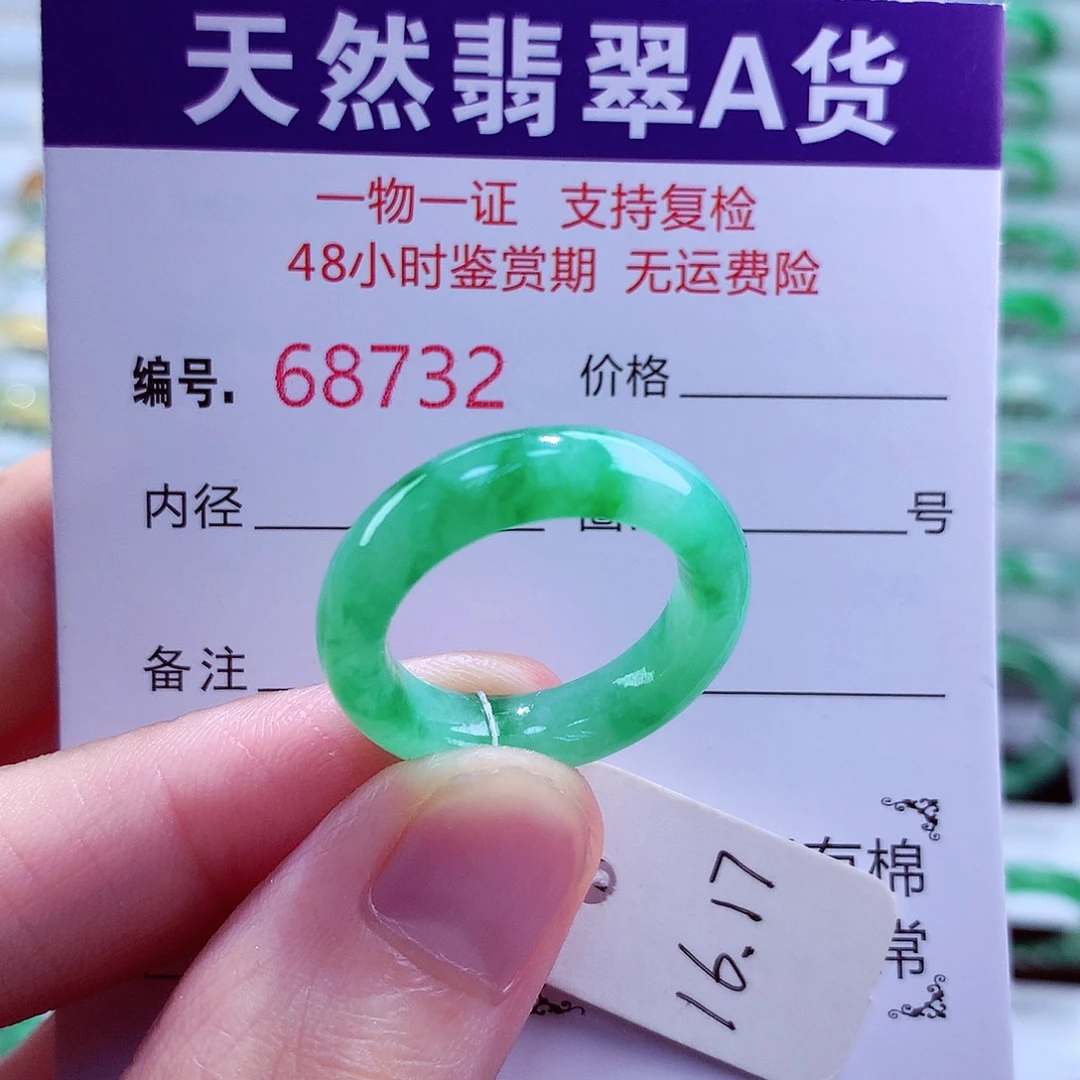 天然翡翠A货
一物一证 支持复检
48小时鉴赏期 无运费险
编号. 68732 价格
内径 号
备注
有棉
常
16.17